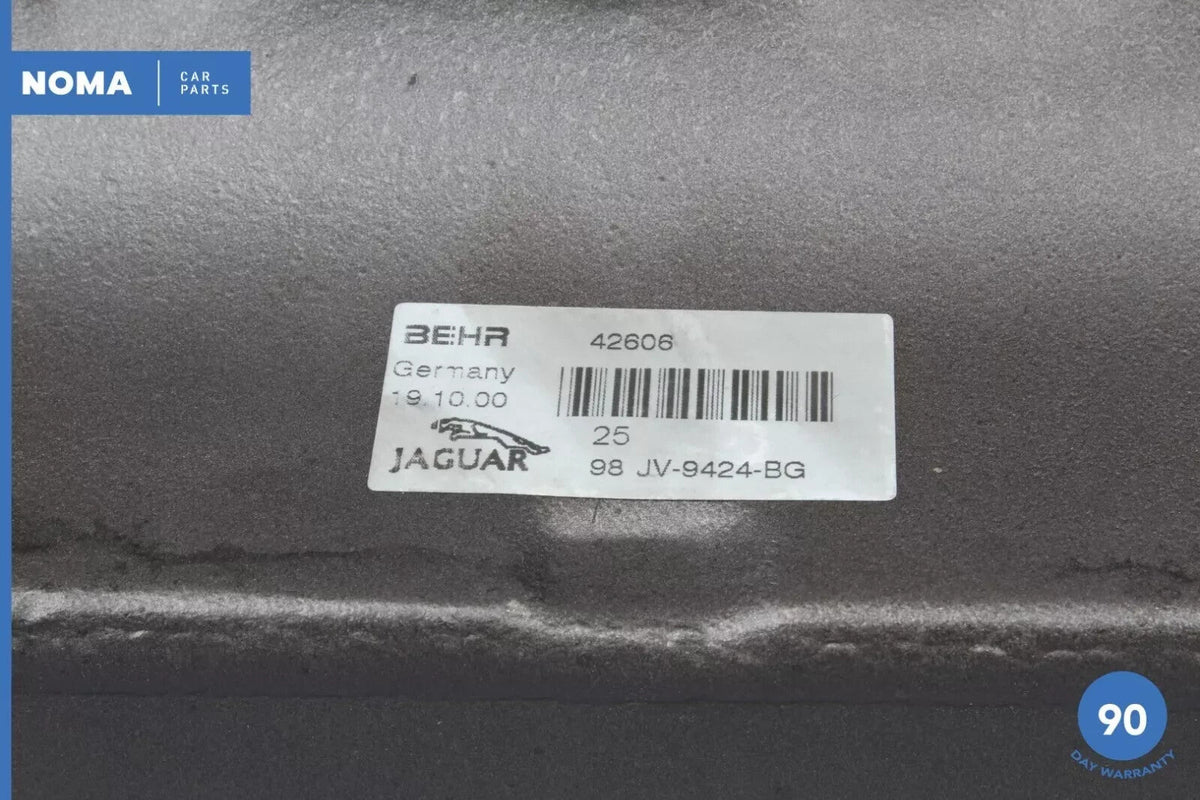 NOMA
CAR
PARTS
BEHR
Germany
19.10.00
JAGUAR
42606
25
98 JV-9424-BG
90
DAY WARRANTY